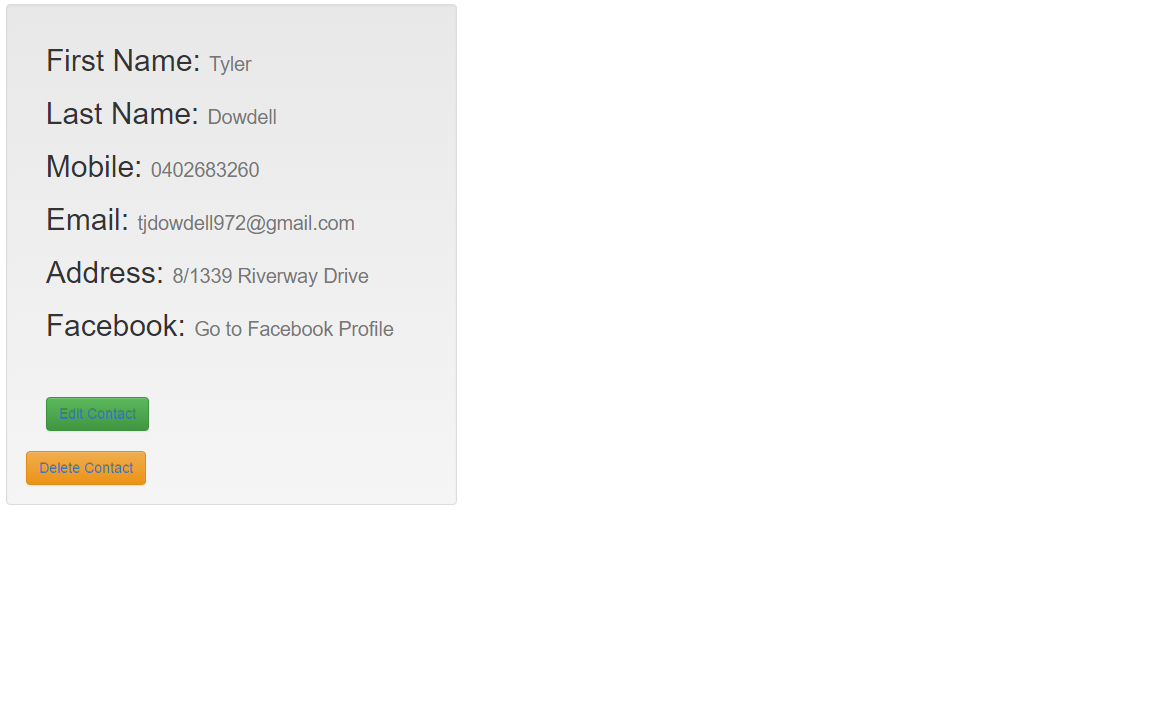 First Name: Tyler
Last Name: Dowdell
Mobile: 0402683260
Email: tjdowdell972@gmail.com
Address: 8/1339 Riverway Drive
Facebook: Go to Facebook Profile
Edit Contact
Delete Contact